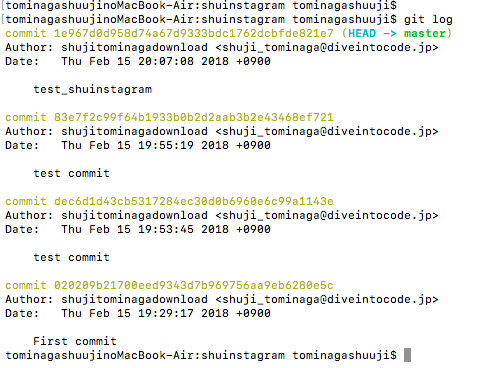 [tominagashuujinoMacBook-Air:shuinstagram tominagashuuji$
[tominagashuujinoMacBook-Air:shuinstagram tominagashuuji$ git log
commit 1e967d0d958d74a67d9333bdc1762dcbfde821e7 (HEAD -> master)
Author: shujitominagadownload <shuji_tominaga@diveintocode.jp>
Date:   Thu Feb 15 20:07:08 2018 +0900
    test_shuinstagram
commit 83e7f2c99f64b1933b0b2d2aab3b2e43468ef721
Author: shujitominagadownload <shuji_tominaga@diveintocode.jp>
Date:   Thu Feb 15 19:55:19 2018 +0900
    test commit
commit dec6d1d43cb5317284ec30d0b6960e6c99a1143e
Author: shujitominagadownload <shuji_tominaga@diveintocode.jp>
Date:   Thu Feb 15 19:53:45 2018 +0900
    test commit
commit 020209b21700eed9343d7b969756aa9eb6280e5c
Author: shujitominagadownload <shuji_tominaga@diveintocode.jp>
Date:   Thu Feb 15 19:29:17 2018 +0900
    First commit
tominagashuujinoMacBook-Air:shuinstagram tominagashuuji$